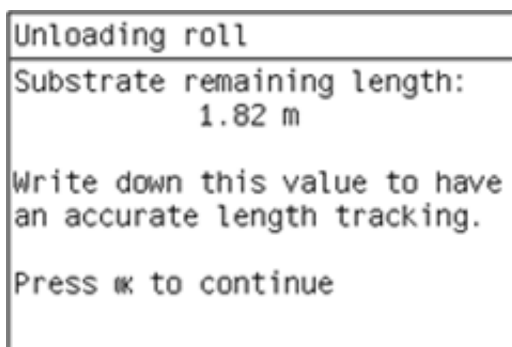 Unloading roll
Substrate remaining length:
1.82 m
Write down this value to have
an accurate length tracking.
Press OK to continue